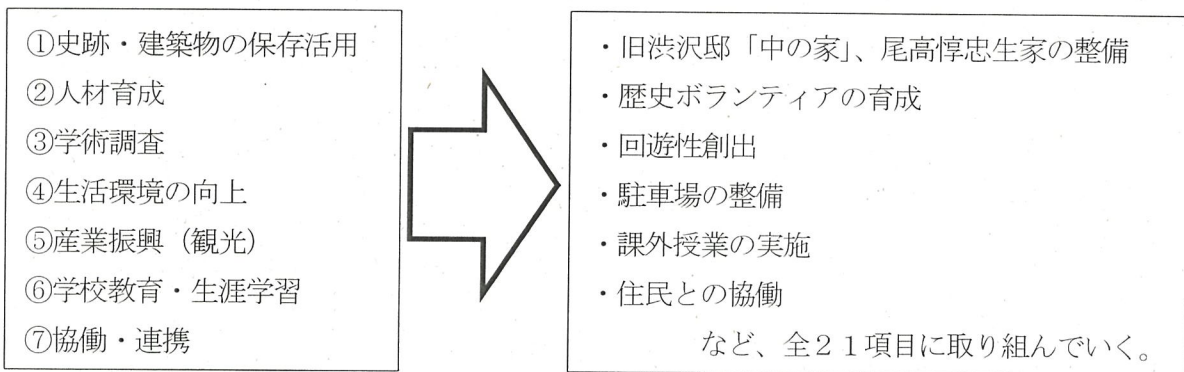 ①史跡・建築物の保存活用
②人材育成
③学術調査
④生活環境の向上
⑤産業振興（観光）
⑥学校教育・生涯学習
⑦協働・連携
・旧渋沢邸「中の家」、尾高惇忠生家の整備
・歴史ボランティアの育成
・回遊性創出
・駐車場の整備
・課外授業の実施
・住民との協働
など、全２１項目に取り組んでいく。